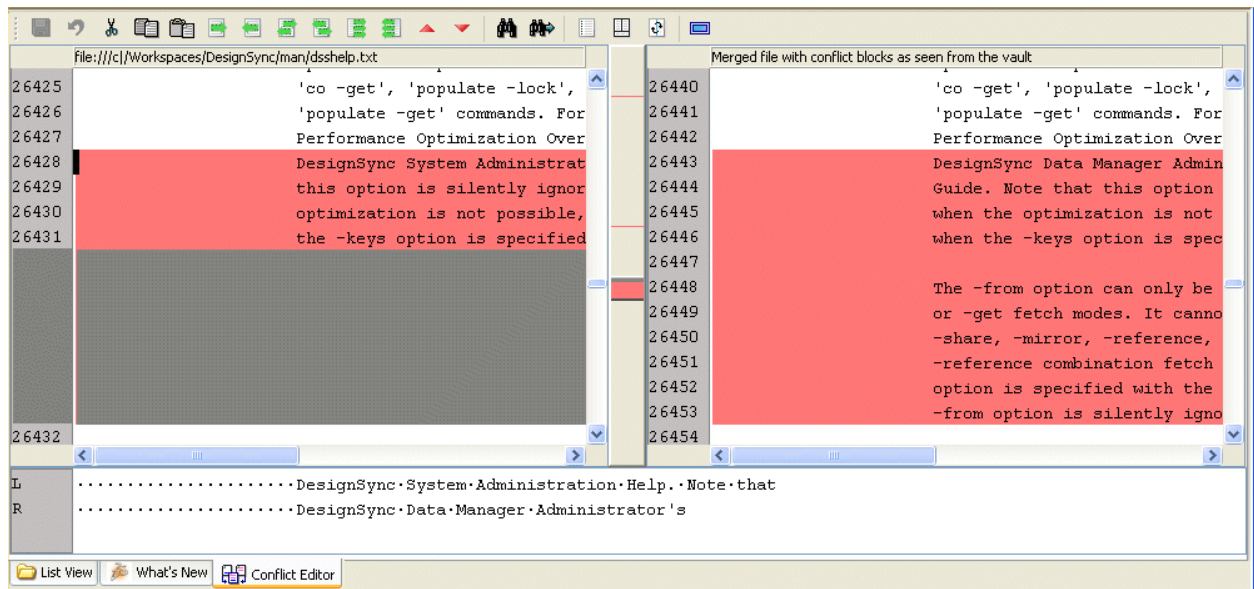 file:///c|/Workspaces/DesignSync/man/dsshelp.txt
26425 'co -get', 'populate -lock',
26426 'populate -get' commands. For
26427 Performance Optimization Over
26428 DesignSync System Administrat
26429 this option is silently ignor
26430 optimization is not possible,
26431 the -keys option is specified
26432
Merged file with conflict blocks as seen from the vault
26440 'co -get', 'populate -lock',
26441 'populate -get' commands. For
26442 Performance Optimization Over
26443 DesignSync Data Manager Admin
26444 Guide. Note that this option
26445 when the optimization is not
26446 when the -keys option is spec
26447
26448 The -from option can only be
26449 or -get fetch modes. It canno
26450 -share, -mirror, -reference,
26451 -reference combination fetch
26452 option is specified with the
26453 -from option is silently igno
26454
L ······················DesignSync·System·Administration·Help.·Note·that
R ······················DesignSync·Data·Manager·Administrator's
List View What's New Conflict Editor